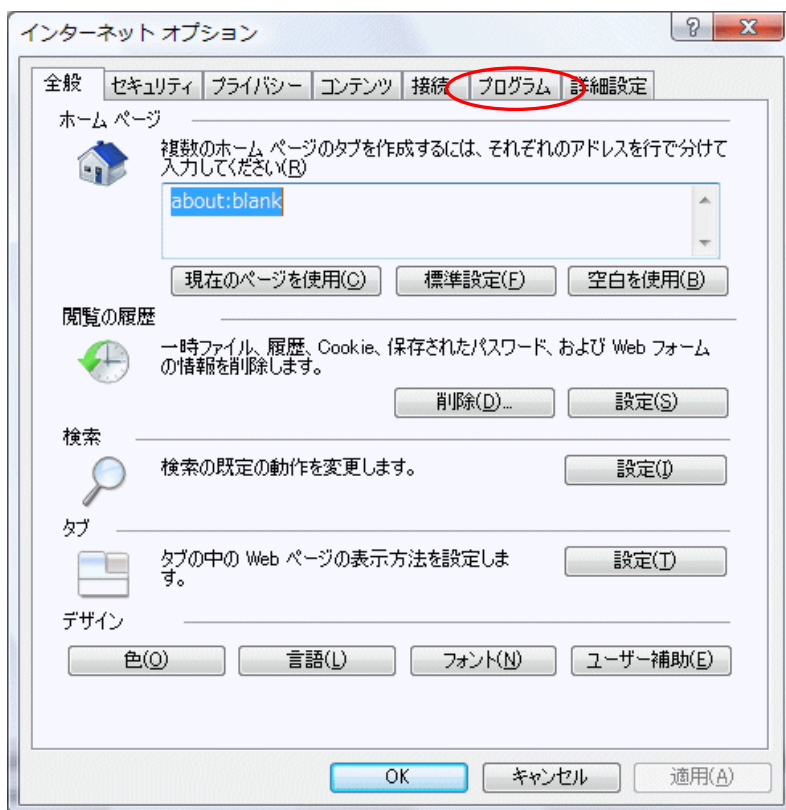 インターネット オプション
全般 セキュリティ プライバシー コンテンツ 接続 プログラム 詳細設定
ホーム ページ
複数のホーム ページのタブを作成するには、それぞれのアドレスを行で分けて
入力してください(R)
about:blank
現在のページを使用(C) 標準設定(F) 空白を使用(B)
閲覧の履歴
一時ファイル、履歴、Cookie、保存されたパスワード、および Web フォーム
の情報を削除します。
削除(D)... 設定(S)
検索
検索の既定の動作を変更します。 設定(I)
タブ
タブの中の Web ページの表示方法を設定しま
す。
設定(T)
デザイン
色(O) 言語(L) フォント(N) ユーザー補助(E)
OK キャンセル 適用(A)